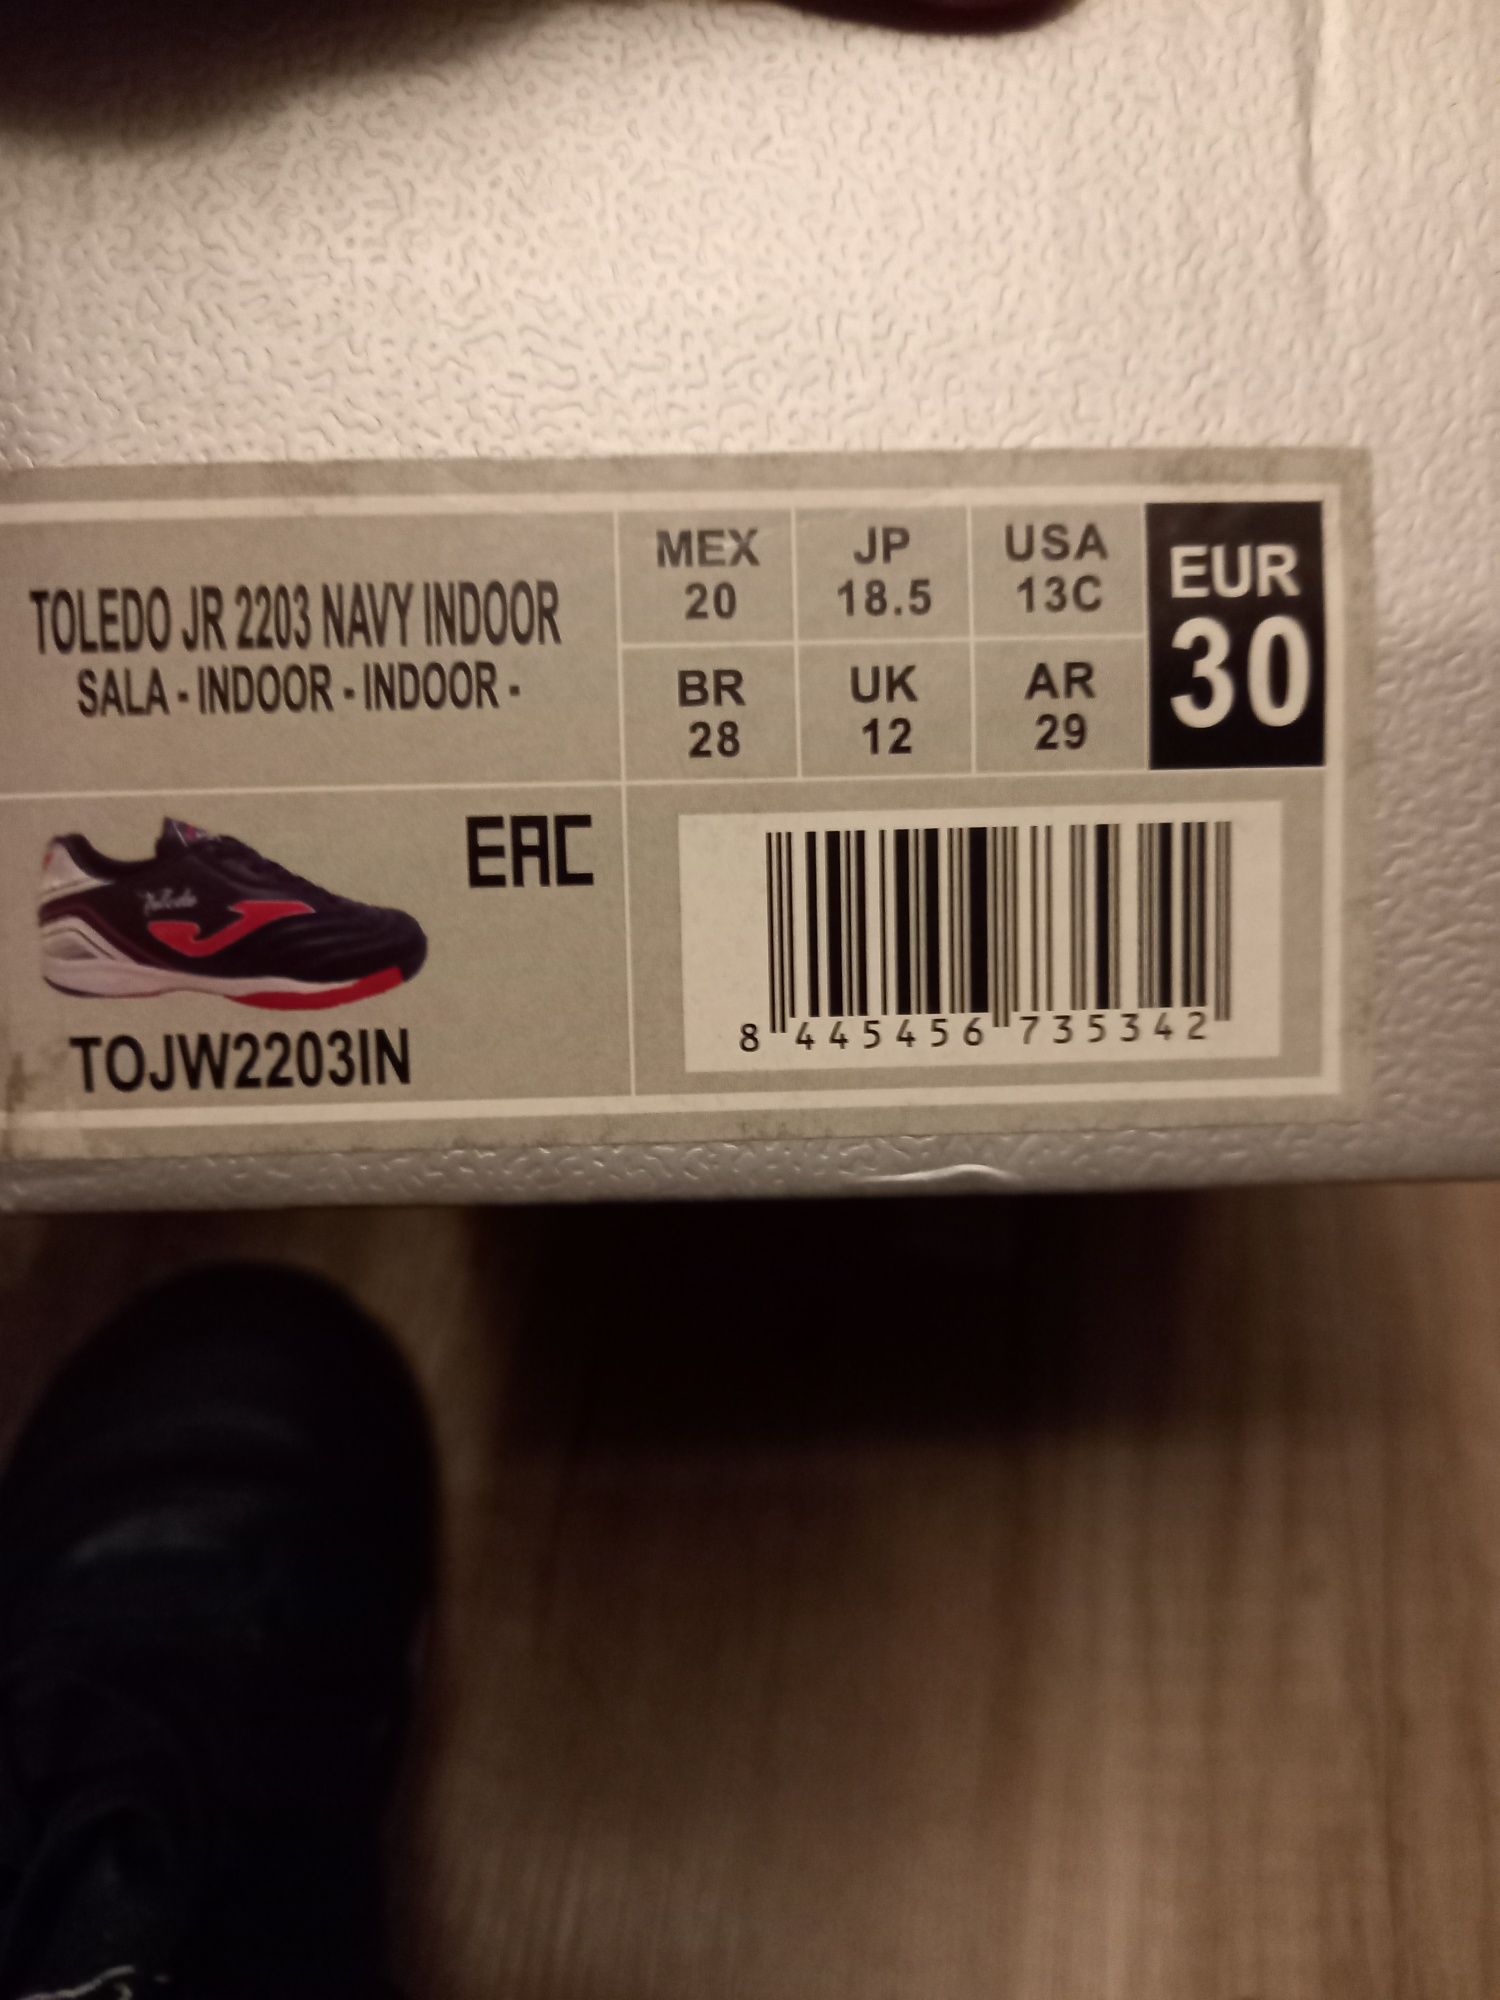 TOLEDO JR 2203 NAVY INDOOR
SALA - INDOOR - INDOOR -
MEX
20
JP
18.5
USA
13C
EUR
30
BR
28
UK
12
AR
29
EAC
Toledo
TOJW2203IN
8 445456 735342